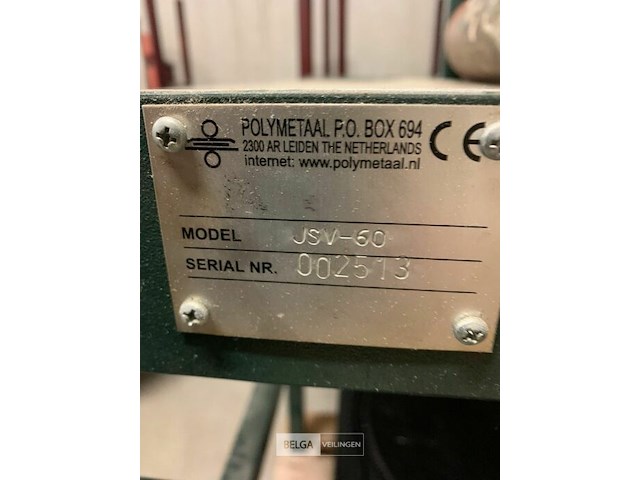 POLYMETAAL P.O. BOX 694
2300 AR LEIDEN THE NETHERLANDS
internet: www.polymetaal.nl
CE
MODEL JSV-60
SERIAL NR. 002513
BELGA VEILINGEN